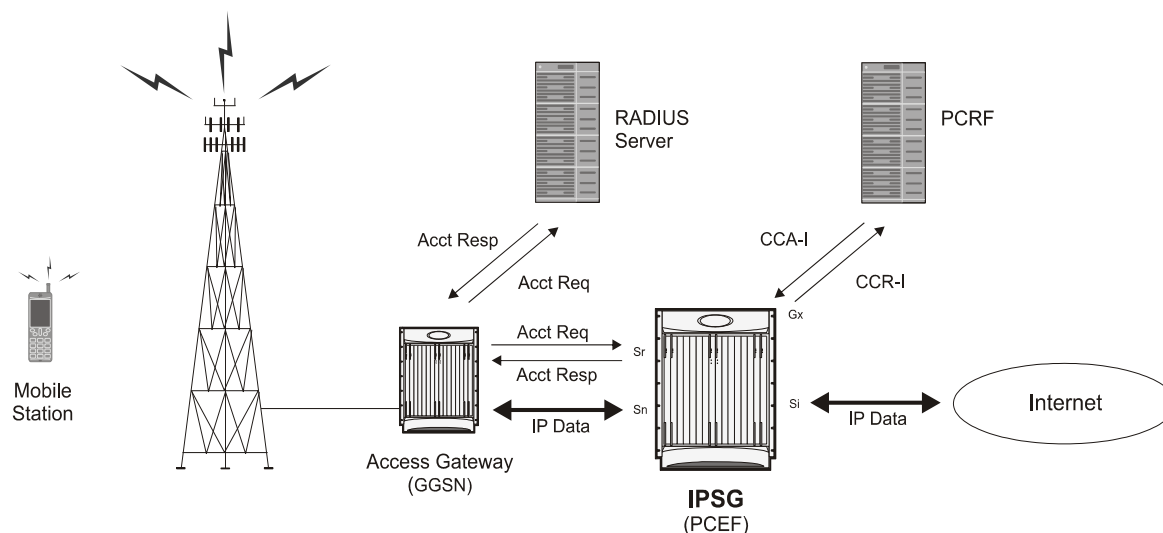 RADIUS
Server
PCRF
Acct Resp
Acct Req
CCA-I
CCR-I
Gx
Acct Req
Sr
Acct Resp
Mobile
Station
Sn
IP Data
Si
IP Data
Internet
Access Gateway
(GGSN)
IPSG
(PCEF)